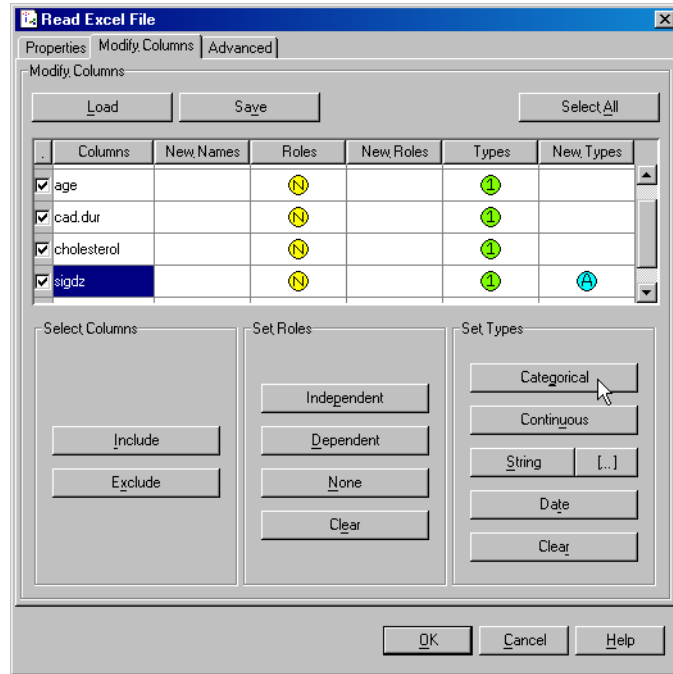 Read Excel File
Properties Modify Columns Advanced
Modify Columns
Load Save Select All
. Columns New Names Roles New Roles Types New Types
age N 1
cad.dur N 1
cholesterol N 1
sigdz N 1 A
Select Columns Set Roles Set Types
Categorical
Independent
Continuous
Include Dependent
String [...]
Exclude None
Date
Clear
Clear
OK Cancel Help